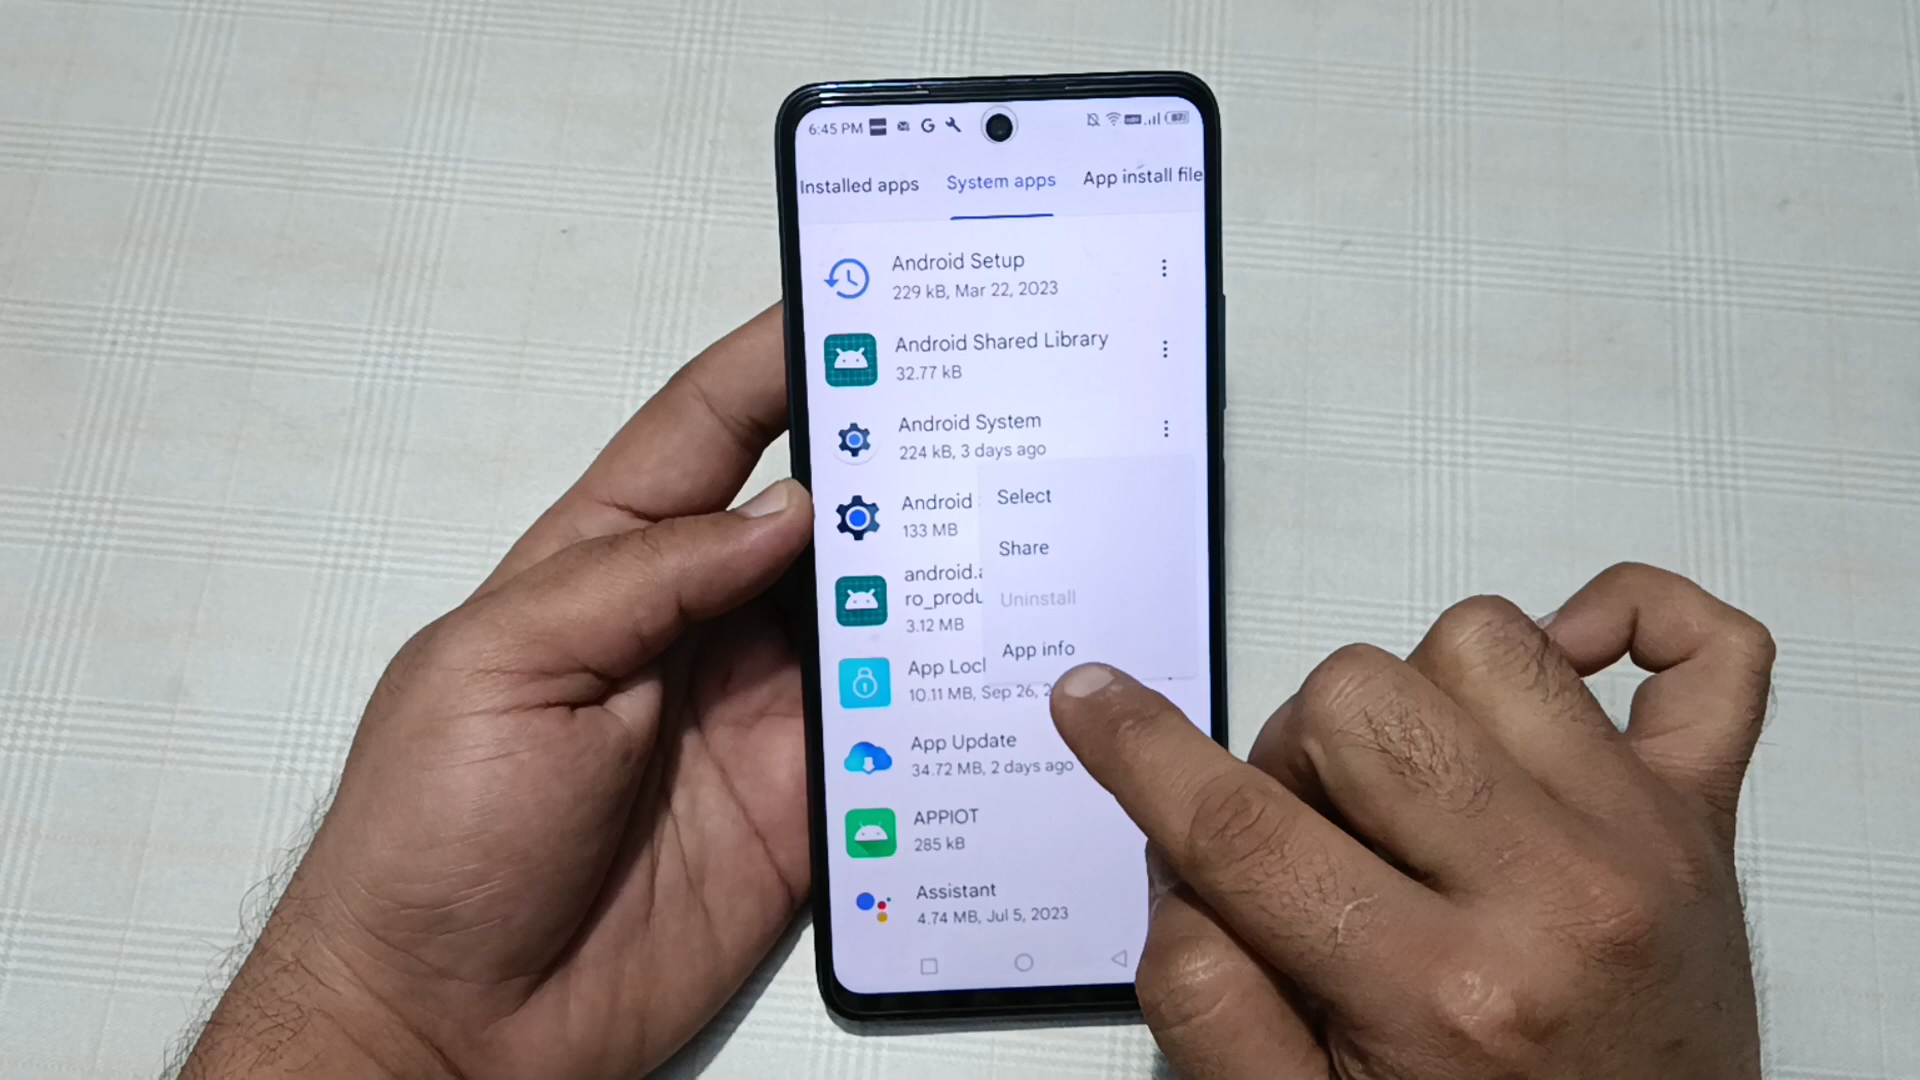 6:45 PM
Installed apps System apps App install file
Android Setup
229 kB, Mar 22, 2023
Android Shared Library
32.77 kB
Android System
224 kB, 3 days ago
Android
133 MB
Select
Share
Uninstall
App info
android.a
ro_produ
3.12 MB
App Loc
10.11 MB, Sep 26, 2
App Update
34.72 MB, 2 days ago
APPIOT
285 kB
Assistant
4.74 MB, Jul 5, 2023